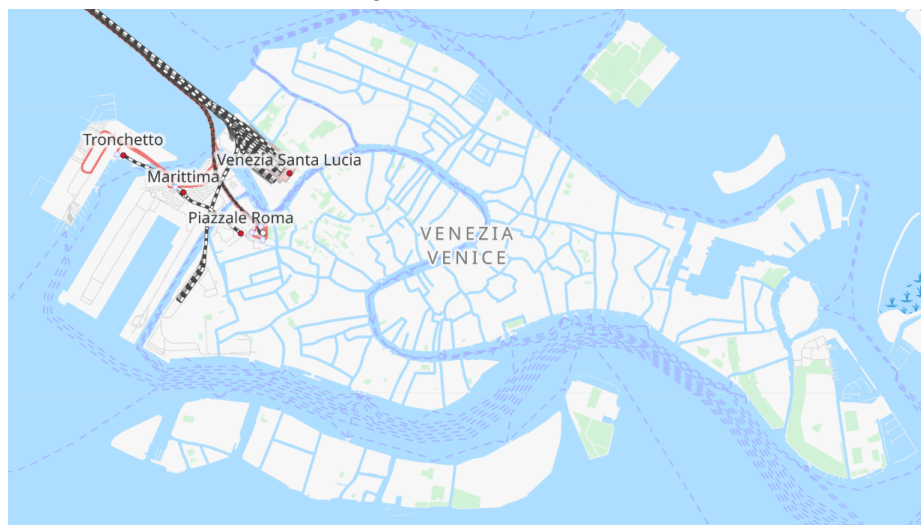 Tronchetto
Venezia Santa Lucia
Marittima
Piazzale Roma
VENEZIA
VENICE